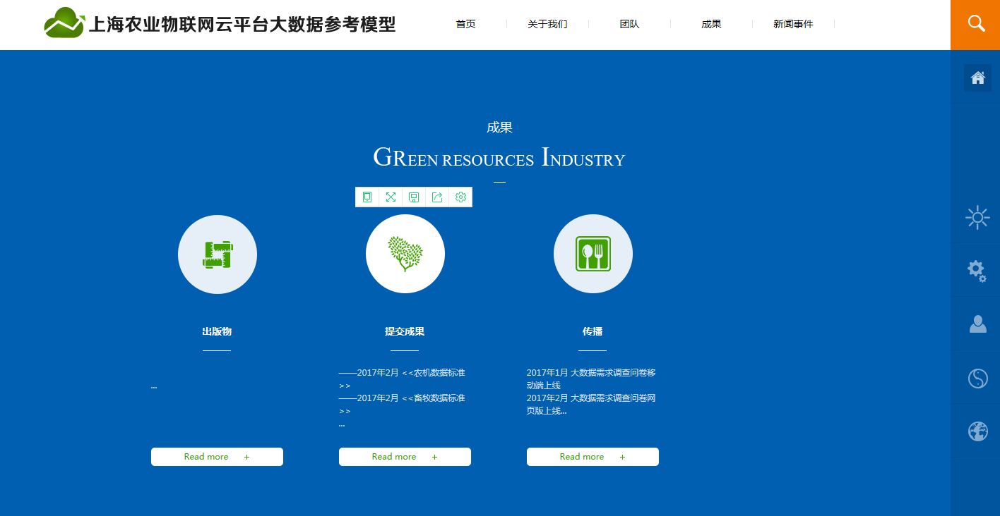 上海农业物联网云平台大数据参考模型
首页
关于我们
团队
成果
新闻事件
成果
GREEN RESOURCES INDUSTRY
出版物
...
Read more +
提交成果
——2017年2月 <<农机数据标准
>>
——2017年2月 <<畜牧数据标准
>>
...
Read more +
传播
2017年1月 大数据需求调查问卷移
动端上线
2017年2月 大数据需求调查问卷网
页版上线...
Read more +